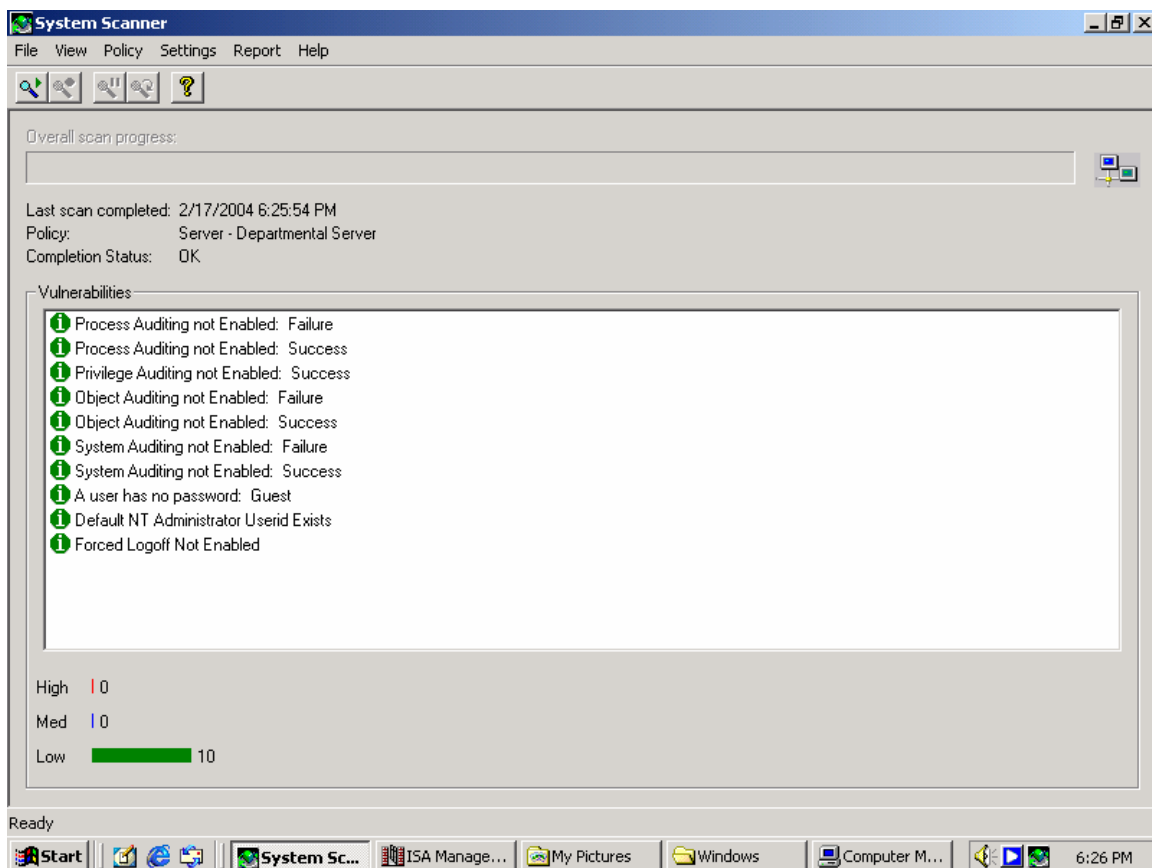 System Scanner
File View Policy Settings Report Help
Overall scan progress:
Last scan completed: 2/17/2004 6:25:54 PM
Policy: Server - Departmental Server
Completion Status: OK
Vulnerabilities
Process Auditing not Enabled: Failure
Process Auditing not Enabled: Success
Privilege Auditing not Enabled: Success
Object Auditing not Enabled: Failure
Object Auditing not Enabled: Success
System Auditing not Enabled: Failure
System Auditing not Enabled: Success
A user has no password: Guest
Default NT Administrator Userid Exists
Forced Logoff Not Enabled
High 0
Med 0
Low 10
Ready
Start System Sc... ISA Manage... My Pictures Windows Computer M... 6:26 PM